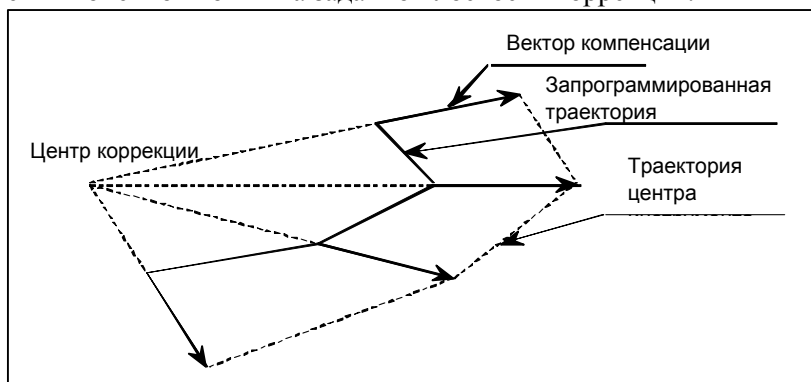 Вектор компенсации
Запрограммированная
траектория
Центр коррекции
Траектория
центра